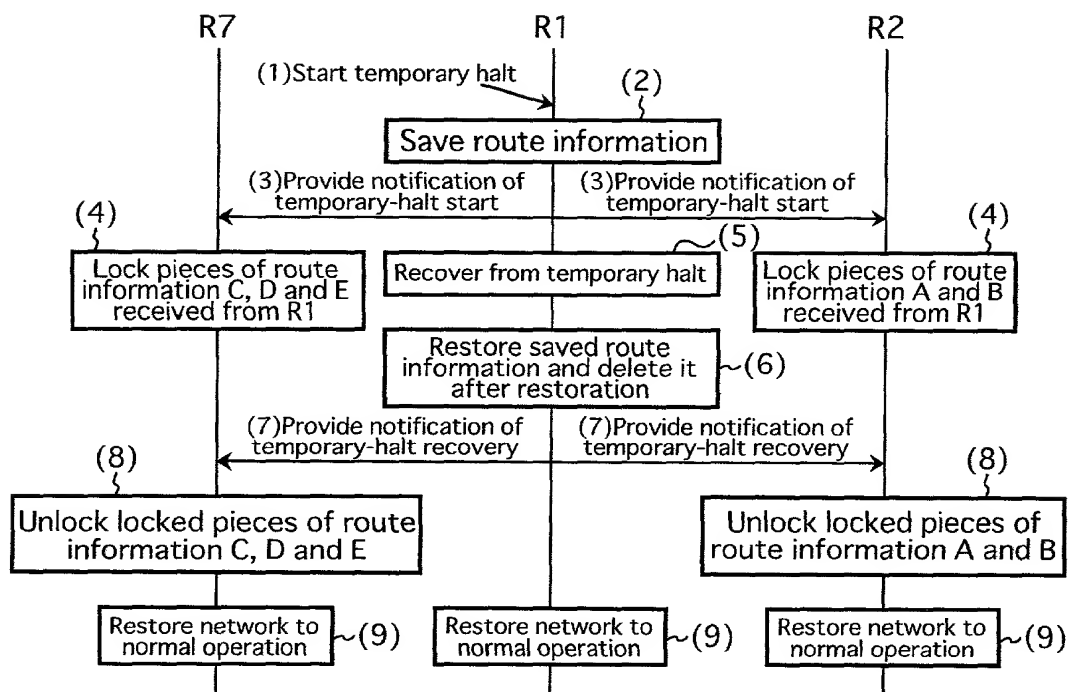 R7
R1
R2
(1)Start temporary halt
(2)
Save route information
(3)Provide notification of
temporary-halt start
(3)Provide notification of
temporary-halt start
(4)
Lock pieces of route
information C, D and E
received from R1
(5)
Recover from temporary halt
(4)
Lock pieces of route
information A and B
received from R1
Restore saved route
information and delete it
after restoration
(6)
(7)Provide notification of
temporary-halt recovery
(7)Provide notification of
temporary-halt recovery
(8)
Unlock locked pieces of route
information C, D and E
(8)
Unlock locked pieces of
route information A and B
Restore network to
normal operation
(9)
Restore network to
normal operation
(9)
Restore network to
normal operation
(9)